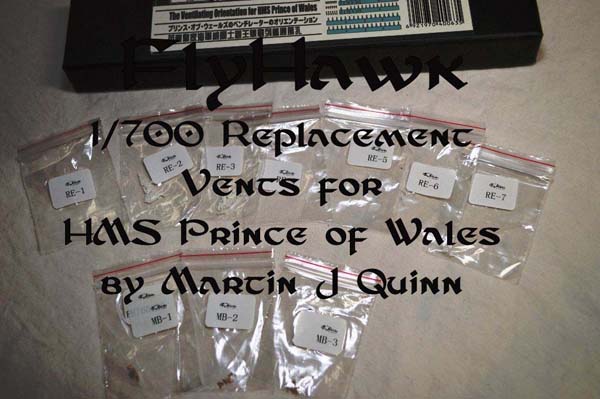 The Ventilating Orientation for HMS Prince of Wales
プリンス・オブ・ウェールズのベンチレーターのオリエンテーション
FlyHawk
1/700 Replacement
Vents for
HMS Prince of Wales
by Martin J Quinn
RE-1
RE-2
RE-3
RE-5
RE-6
RE-7
MB-1
MB-2
MB-3